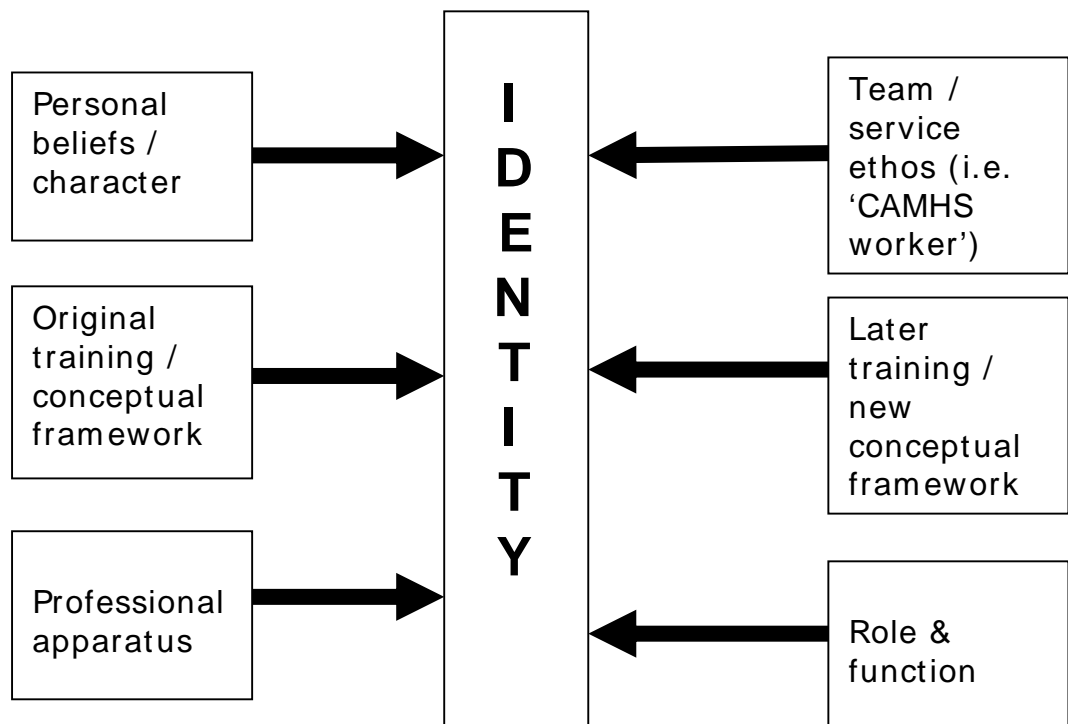 Personal
beliefs /
character
Original
training /
conceptual
framework
Professional
apparatus
I
D
E
N
T
I
T
Y
Team /
service
ethos (i.e.
‘CAMHS
worker’)
Later
training /
new
conceptual
framework
Role &
function